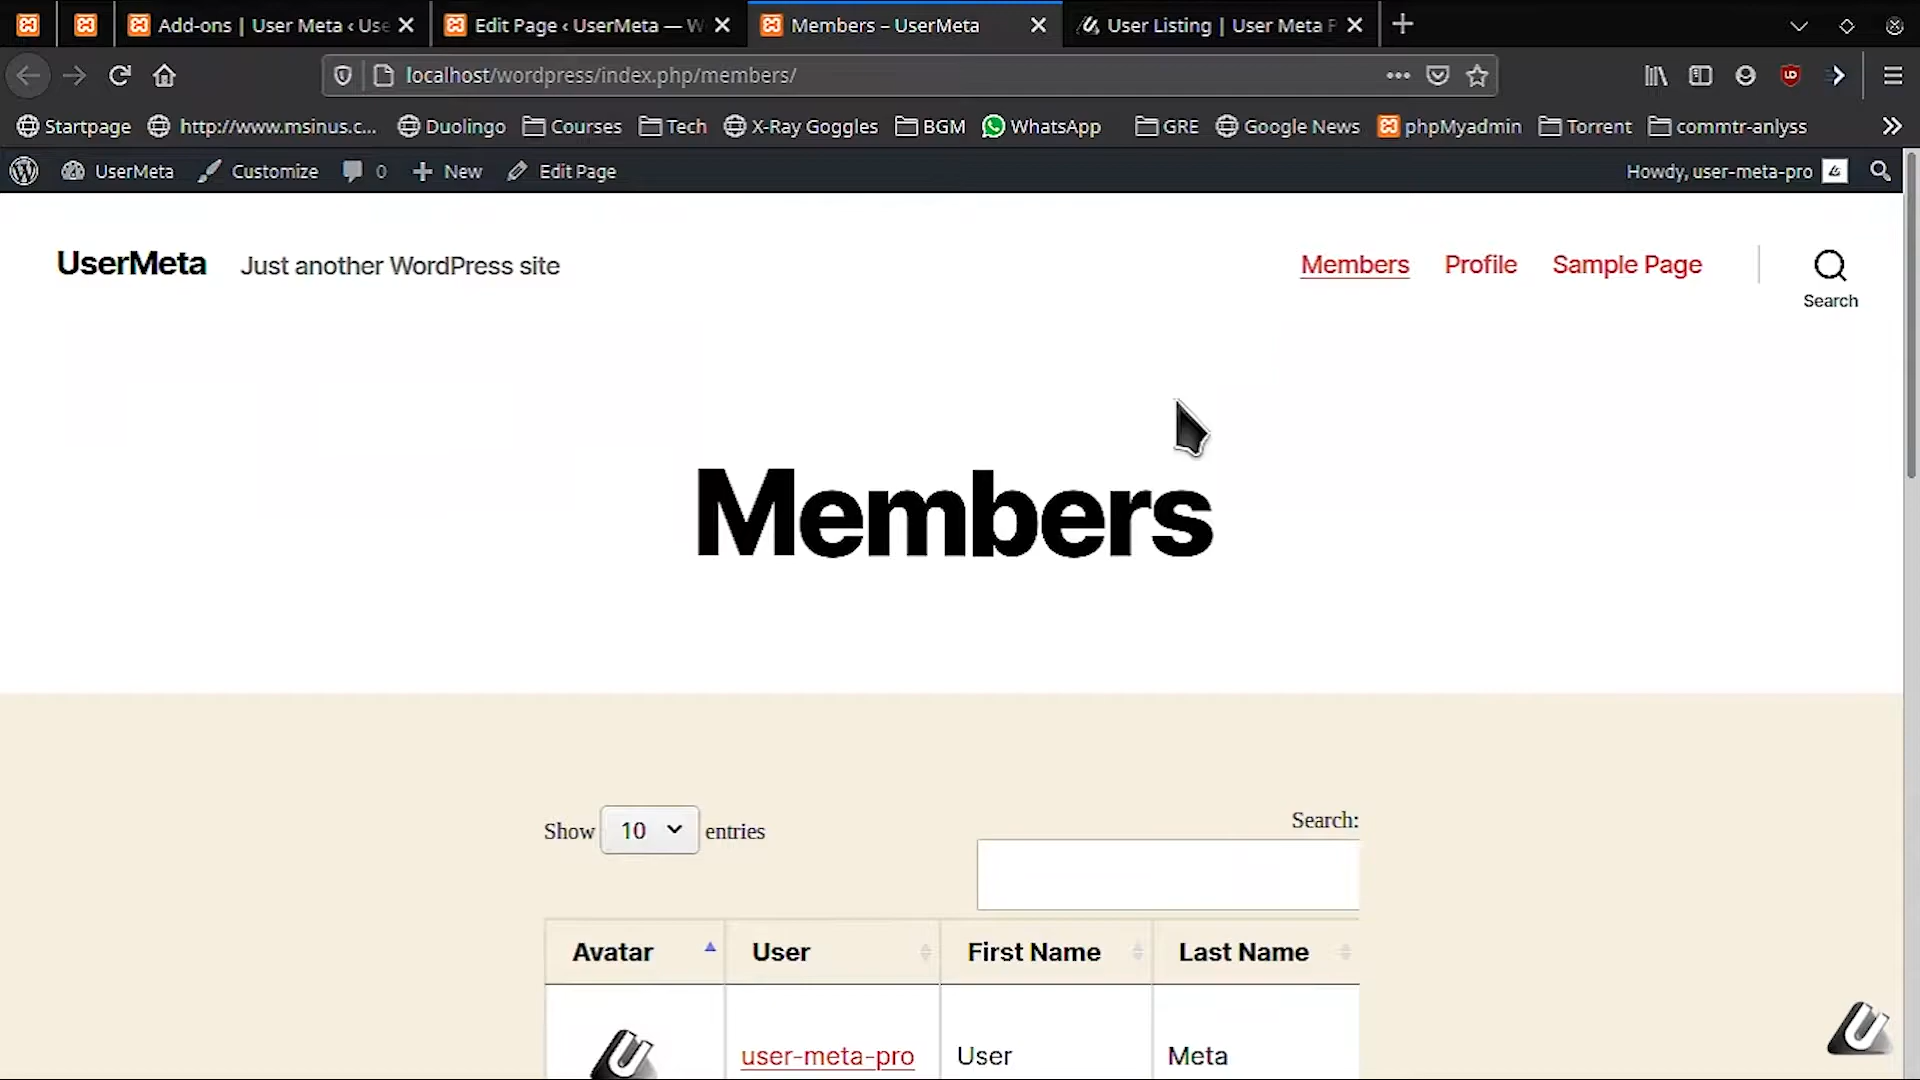 Add-ons | User Meta ‹ Use
Edit Page ‹ UserMeta — W
Members – UserMeta
User Listing | User Meta P
localhost/wordpress/index.php/members/
Startpage
http://www.msinus.c...
Duolingo
Courses
Tech
X-Ray Goggles
BGM
WhatsApp
GRE
Google News
phpMyadmin
Torrent
commtr-anlyss
UserMeta
Customize
0
New
Edit Page
Howdy, user-meta-pro
UserMeta
Just another WordPress site
Members
Profile
Sample Page
Search
Members
Show 10 entries
Search:
Avatar
User
First Name
Last Name
user-meta-pro
User
Meta